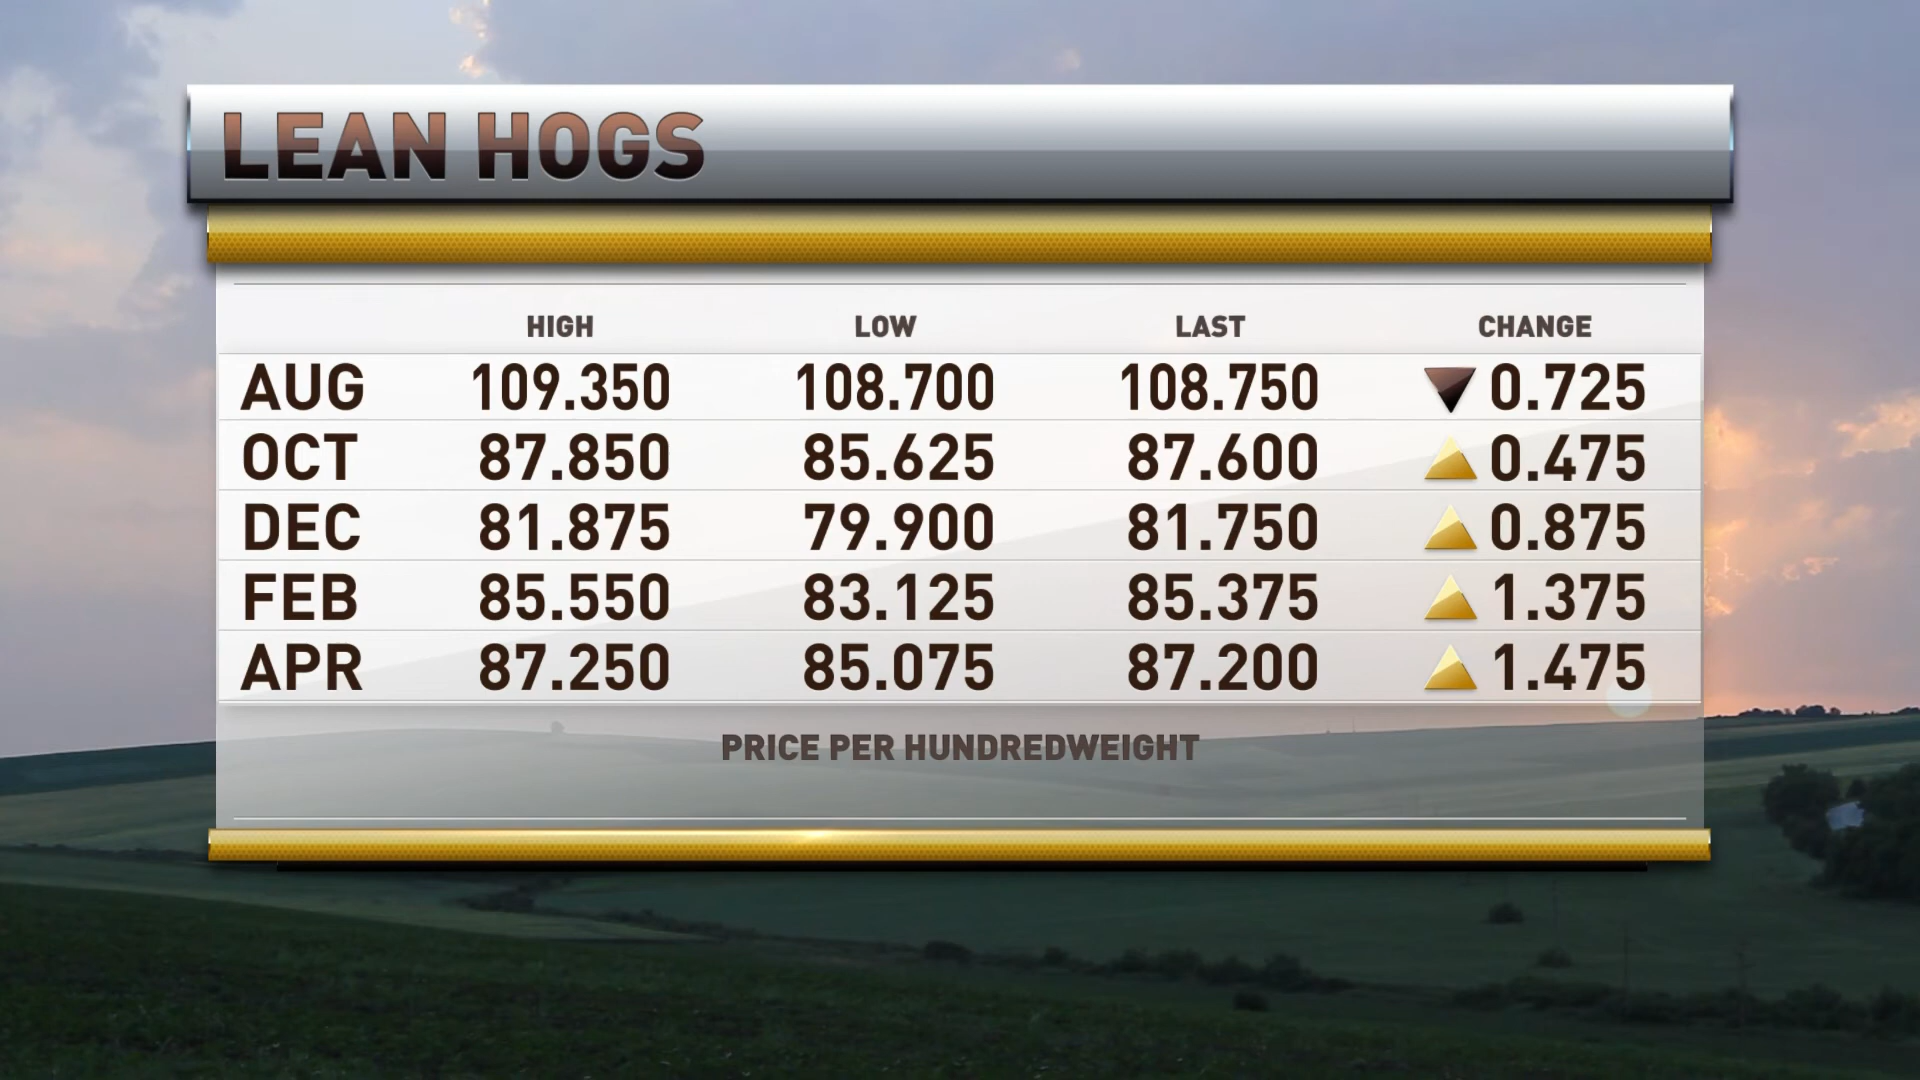 LEAN HOGS
HIGH LOW LAST CHANGE
AUG 109.350 108.700 108.750 ▼ 0.725
OCT 87.850 85.625 87.600 ▲ 0.475
DEC 81.875 79.900 81.750 ▲ 0.875
FEB 85.550 83.125 85.375 ▲ 1.375
APR 87.250 85.075 87.200 ▲ 1.475
PRICE PER HUNDREDWEIGHT